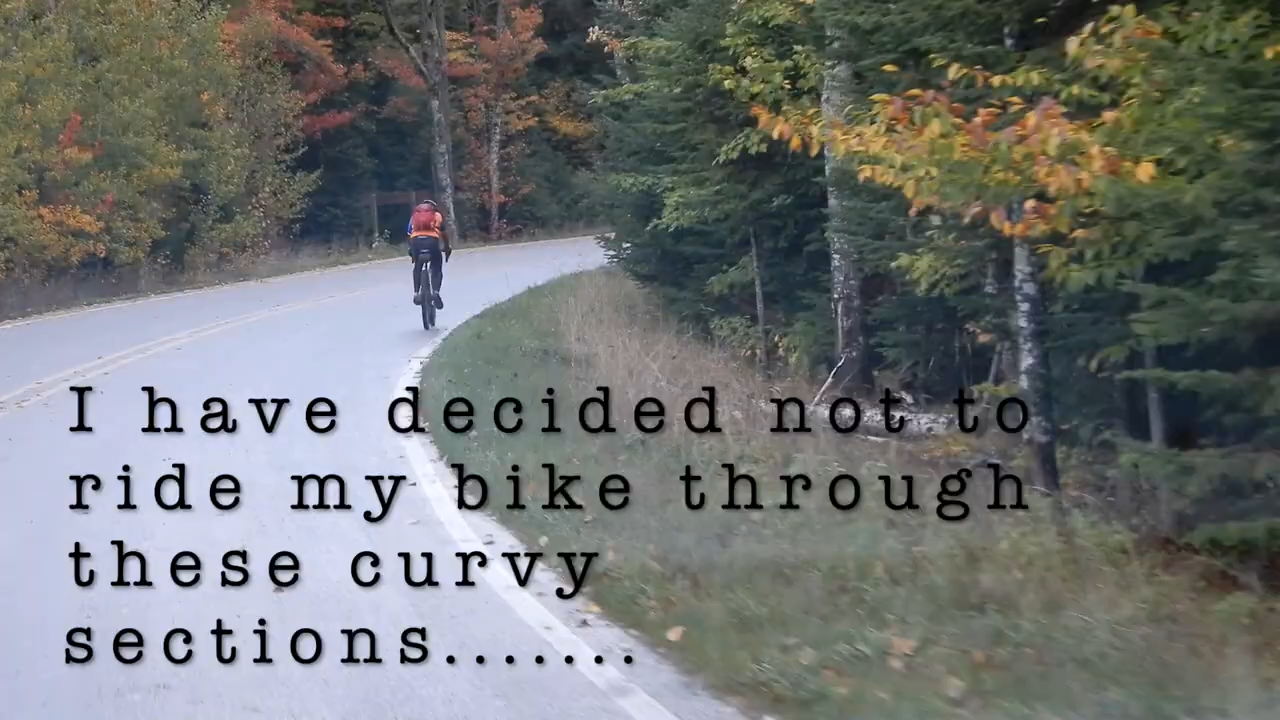 I have decided not to
ride my bike through
these curvy
sections.......